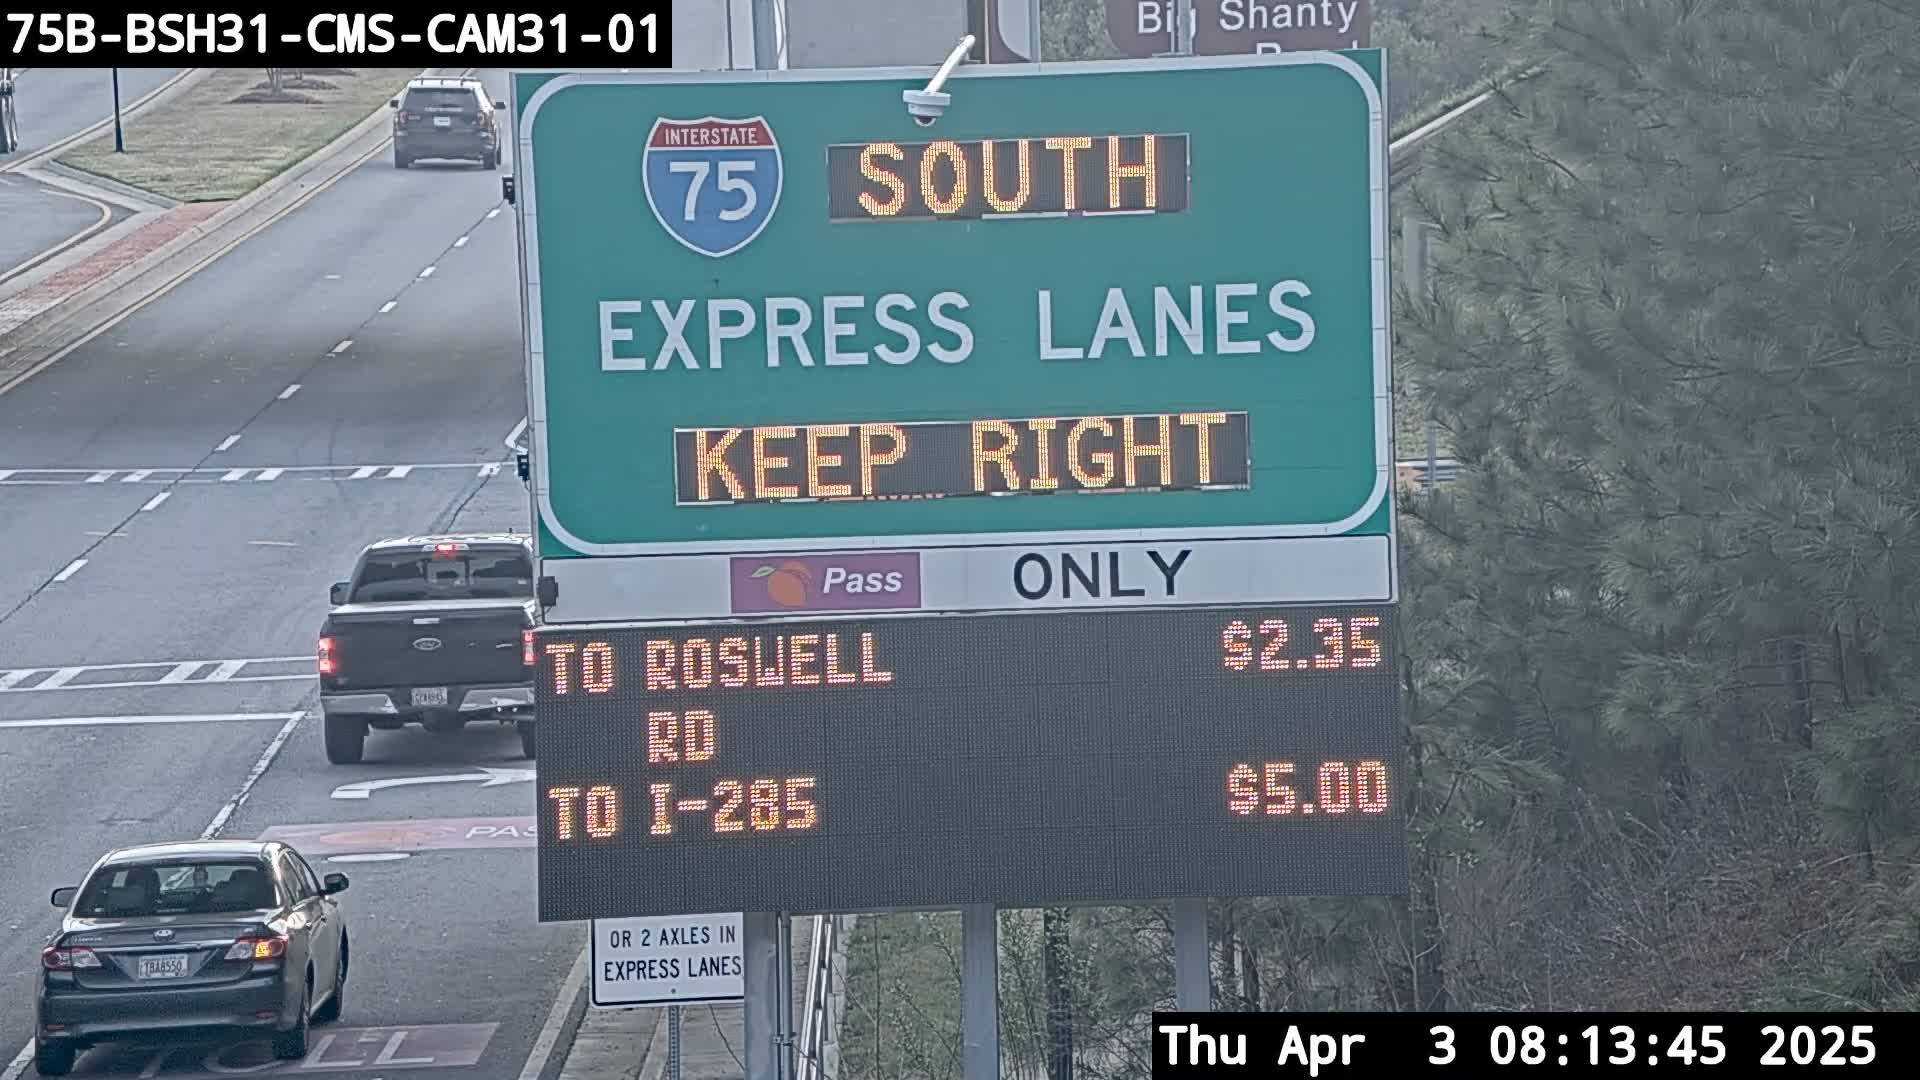 75B-BSH31-CMS-CAM31-01
Big Shanty
INTERSTATE
75
SOUTH
EXPRESS LANES
KEEP RIGHT
Pass ONLY
TO ROSWELL $2.35
RD
TO I-285 $5.00
OR 2 AXLES IN
EXPRESS LANES
Thu Apr 3 08:13:45 2025